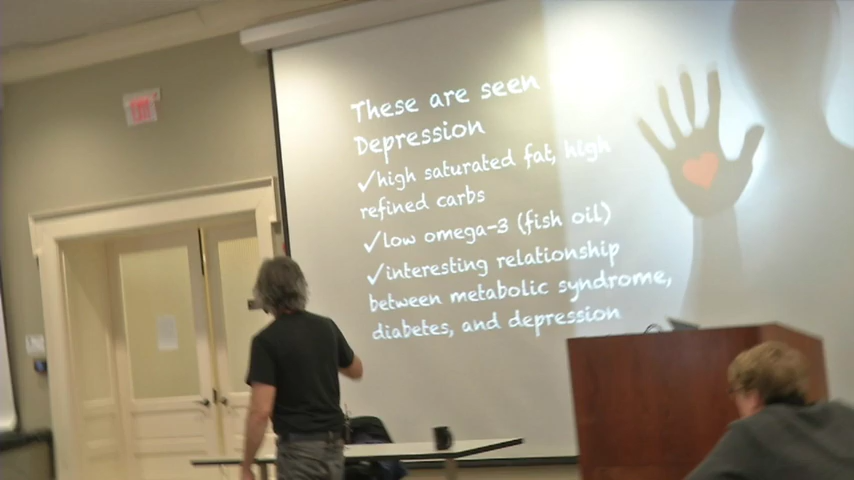 EXIT
These are seen
Depression
✓high saturated fat, high
refined carbs
✓low omega-3 (fish oil)
✓interesting relationship
between metabolic syndrome,
diabetes, and depression